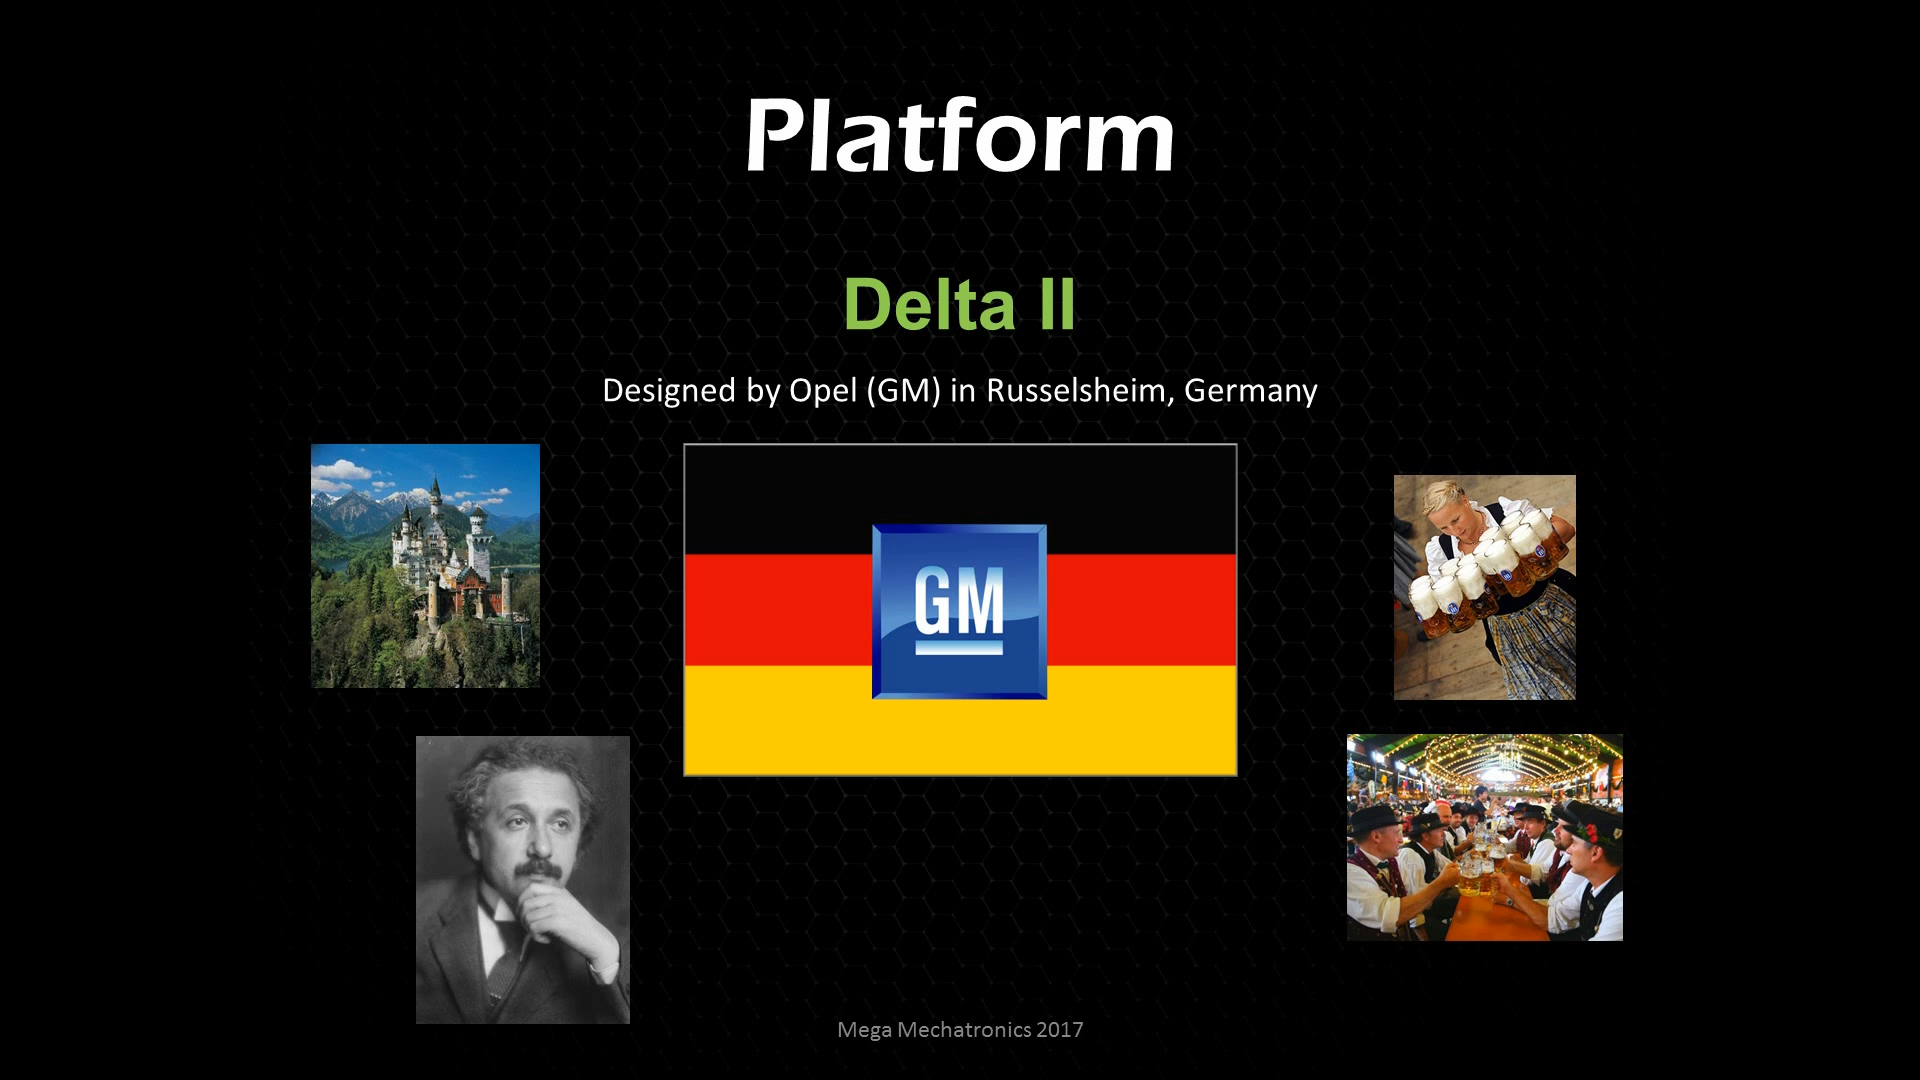 Platform
Delta II
Designed by Opel (GM) in Russelsheim, Germany
GM
Mega Mechatronics 2017